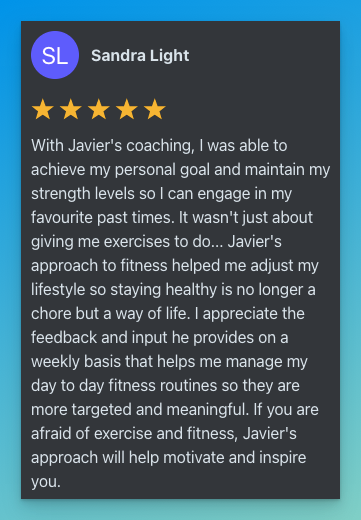 SL
Sandra Light
With Javier's coaching, I was able to
achieve my personal goal and maintain my
strength levels so I can engage in my
favourite past times. It wasn't just about
giving me exercises to do... Javier's
approach to fitness helped me adjust my
lifestyle so staying healthy is no longer a
chore but a way of life. I appreciate the
feedback and input he provides on a
weekly basis that helps me manage my
day to day fitness routines so they are
more targeted and meaningful. If you are
afraid of exercise and fitness, Javier's
approach will help motivate and inspire
you.